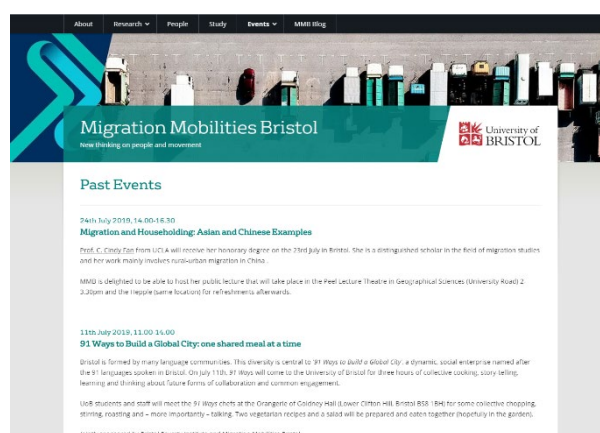 About Research People Study Events MMB Blog
Migration Mobilities Bristol
New thinking on people and movement
University of
BRISTOL
Past Events
24th July 2019, 14.00-16.30
Migration and Householding: Asian and Chinese Examples
Prof. C. Cindy Fan from UCLA will receive her honorary degree on the 23rd July in Bristol. She is a distinguished scholar in the field of migration studies
and her work mainly involves rural-urban migration in China .
MMB is delighted to be able to host her public lecture that will take place in the Peel Lecture Theatre in Geographical Sciences (University Road) 2
3.30pm and the Hepple (same location) for refreshments afterwards.
11th July 2019, 11.00 14.00
91 Ways to Build a Global City: one shared meal at a time
Bristol is formed by many language communities. This diversity is central to '91 Ways to Build a Global City', a dynamic, social enterprise named after
the 91 languages spoken in Bristol. On July 11th, 91 Ways will come to the University of Bristol for three hours of collective cooking, story telling,
learning and thinking about future forms of collaboration and common engagement.
UoB students and staff will meet the 91 Ways chefs at the Orangerie of Goldney Hall (Lower Clifton Hill, Bristol BS8 1BH) for some collective chopping,
stirring, roasting and – more importantly – talking. Two vegetarian recipes and a salad will be prepared and eaten together (hopefully in the garden).